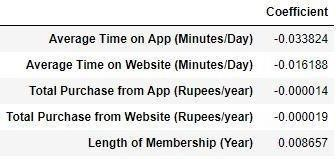 Coefficient
Average Time on App (Minutes/Day) -0.033824
Average Time on Website (Minutes/Day) -0.016188
Total Purchase from App (Rupees/year) -0.000014
Total Purchase from Website (Rupees/year) -0.000019
Length of Membership (Year) 0.008657